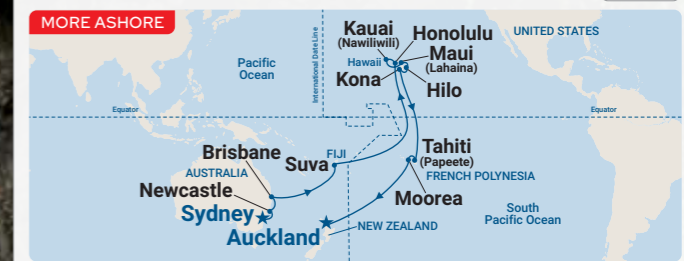 MORE ASHORE
Kauai
(Nawiliwili)
Honolulu
Maui
(Lahaina)
Hawaii
Kona
Hilo
UNITED STATES
Pacific
Ocean
International Date Line
Equator
Equator
Brisbane
AUSTRALIA
Suva
FIJI
Newcastle
Sydney
Auckland
NEW ZEALAND
Tahiti
(Papeete)
FRENCH POLYNESIA
Moorea
South
Pacific Ocean